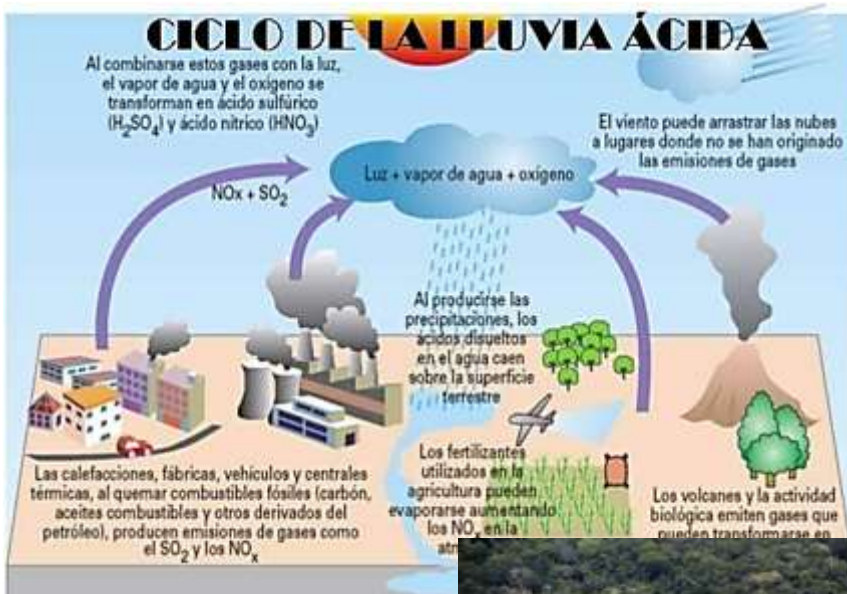 CICLO DE LA LLUVIA ÁCIDA
Al combinarse estos gases con la luz,
el vapor de agua y el oxígeno se
transforman en ácido sulfúrico
(H₂SO₄) y ácido nítrico (HNO₃)
El viento puede arrastrar las nubes
a lugares donde no se han originado
las emisiones de gases
NOx + SO₂
Luz + vapor de agua + oxígeno
Al producirse las
precipitaciones, los
ácidos disueltos
en el agua caen
sobre la superficie
terrestre
Las calefacciones, fábricas, vehículos y centrales
térmicas, al quemar combustibles fósiles (carbón,
aceites combustibles y otros derivados del
petróleo), producen emisiones de gases como
el SO₂ y los NOₓ
Los fertilizantes
utilizados en la
agricultura pueden
evaporarse aumentando
los NOₓ en la
Los volcanes y la actividad
biológica emiten gases que
pueden transformarse en